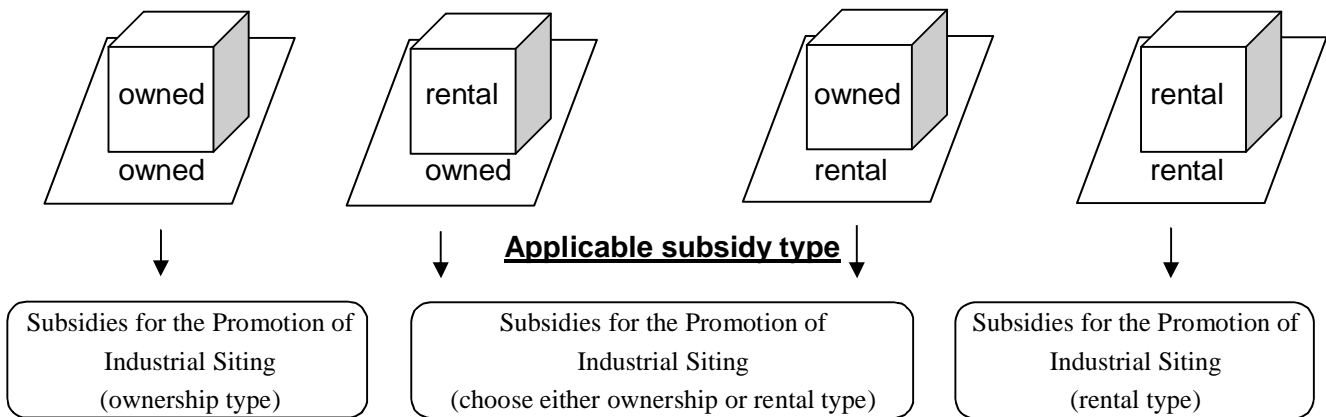 owned
owned
rental
owned
owned
rental
rental
rental
Applicable subsidy type
Subsidies for the Promotion of
Industrial Siting
(ownership type)
Subsidies for the Promotion of
Industrial Siting
(choose either ownership or rental type)
Subsidies for the Promotion of
Industrial Siting
(rental type)